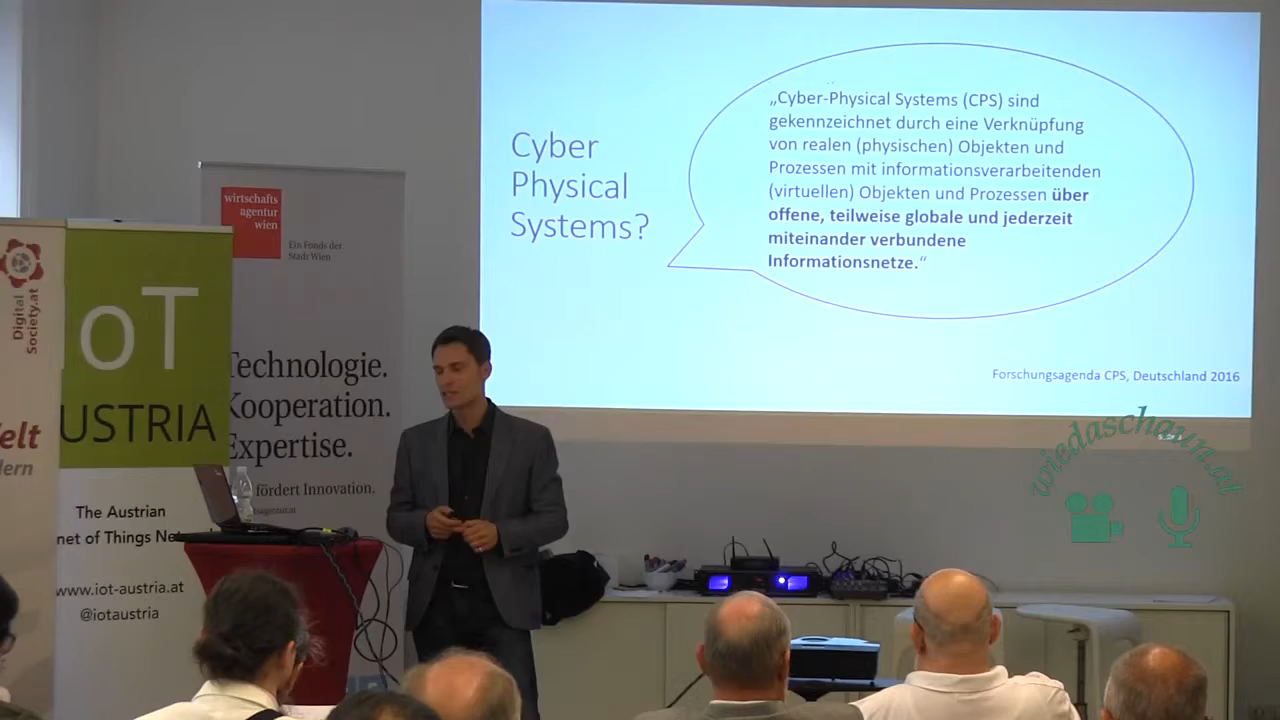 Cyber
Physical
Systems?
„Cyber-Physical Systems (CPS) sind
gekennzeichnet durch eine Verknüpfung
von realen (physischen) Objekten und
Prozessen mit informationsverarbeitenden
(virtuellen) Objekten und Prozessen über
offene, teilweise globale und jederzeit
miteinander verbundene
Informationsnetze.“
Forschungsagenda CPS, Deutschland 2016
wiedaschaun.at
wirtschafts
agentur
wien
Ein Fonds der
Stadt Wien
Technologie.
Kooperation.
Expertise.
fördert Innovation.
Digital
Society.at
oT
USTRIA
The Austrian
net of Things Net
www.iot-austria.at
@iotaustria
elt
dern